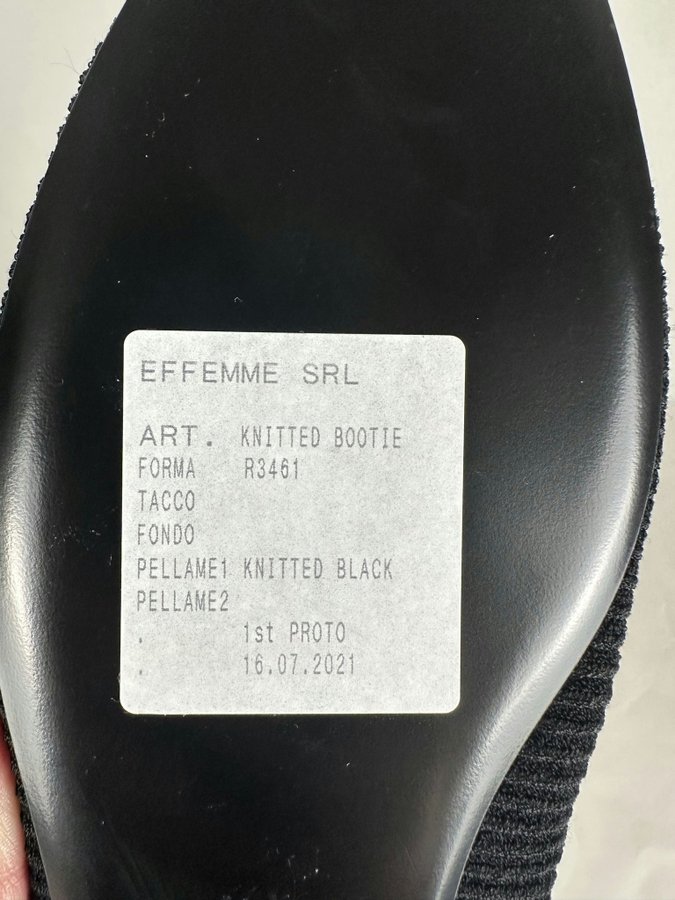 EFFEMME SRL
ART. KNITTED BOOTIE
FORMA R3461
TACCO
FONDO
PELLAME1 KNITTED BLACK
PELLAME2
. 1st PROTO
. 16.07.2021